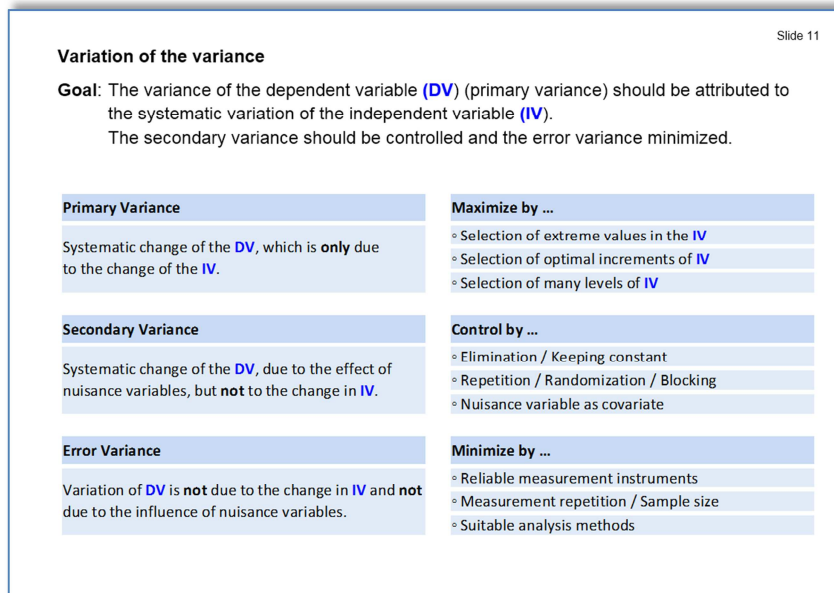 Slide 11
Variation of the variance
Goal: The variance of the dependent variable (DV) (primary variance) should be attributed to
the systematic variation of the independent variable (IV).
The secondary variance should be controlled and the error variance minimized.
Primary Variance
Systematic change of the DV, which is only due
to the change of the IV.
Maximize by ...
◦ Selection of extreme values in the IV
◦ Selection of optimal increments of IV
◦ Selection of many levels of IV
Secondary Variance
Systematic change of the DV, due to the effect of
nuisance variables, but not to the change in IV.
Control by ...
◦ Elimination / Keeping constant
◦ Repetition / Randomization / Blocking
◦ Nuisance variable as covariate
Error Variance
Variation of DV is not due to the change in IV and not
due to the influence of nuisance variables.
Minimize by ...
◦ Reliable measurement instruments
◦ Measurement repetition / Sample size
◦ Suitable analysis methods